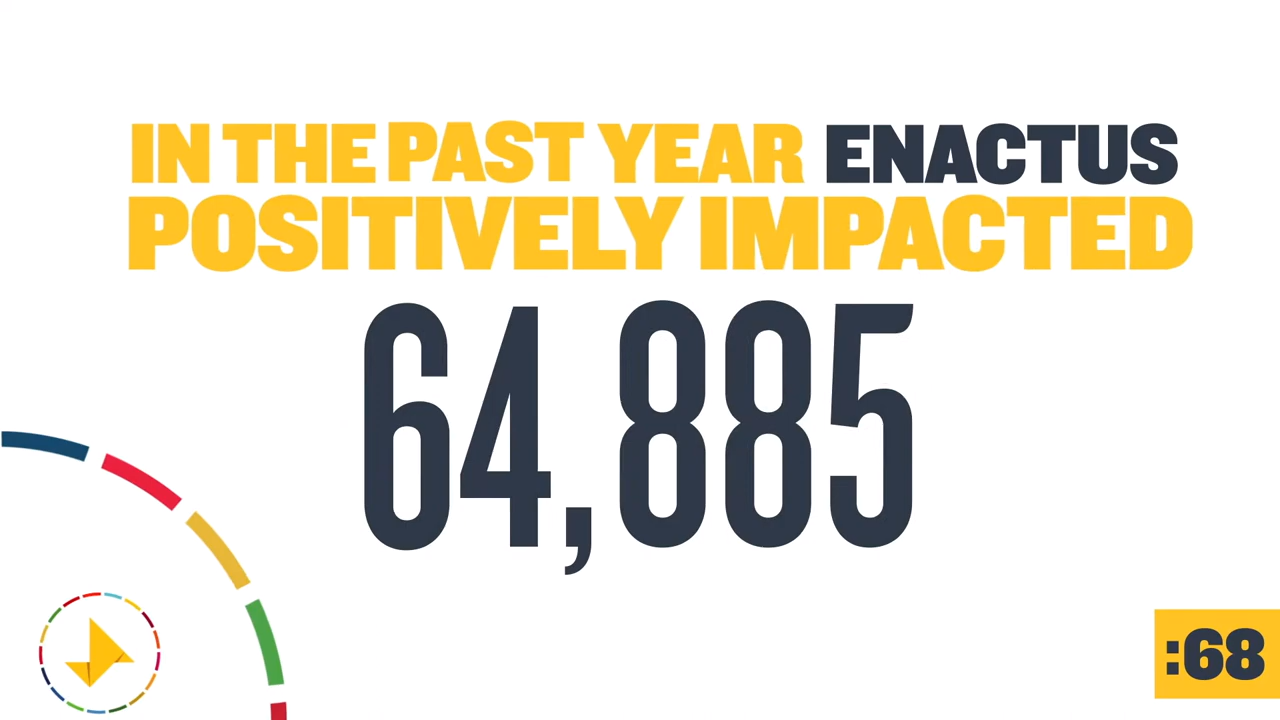 IN THE PAST YEAR ENACTUS
POSITIVELY IMPACTED
64,885
:68